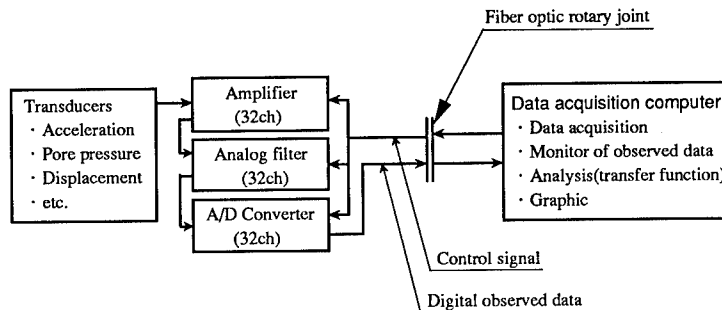 Fiber optic rotary joint
Transducers
· Acceleration
· Pore pressure
· Displacement
· etc.
Amplifier
(32ch)
Analog filter
(32ch)
A/D Converter
(32ch)
Data acquisition computer
· Data acquisition
· Monitor of observed data
· Analysis(transfer function)
· Graphic
Control signal
Digital observed data